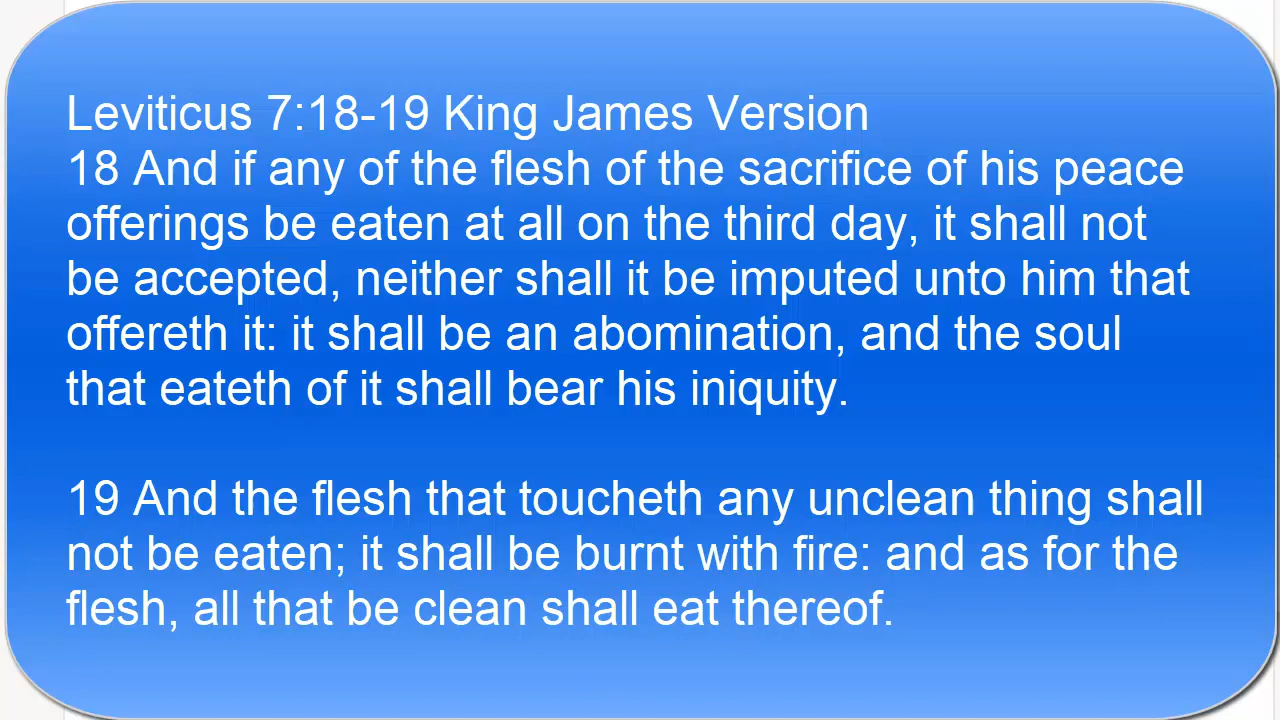 Leviticus 7:18-19 King James Version
18 And if any of the flesh of the sacrifice of his peace
offerings be eaten at all on the third day, it shall not
be accepted, neither shall it be imputed unto him that
offereth it: it shall be an abomination, and the soul
that eateth of it shall bear his iniquity.
19 And the flesh that toucheth any unclean thing shall
not be eaten; it shall be burnt with fire: and as for the
flesh, all that be clean shall eat thereof.